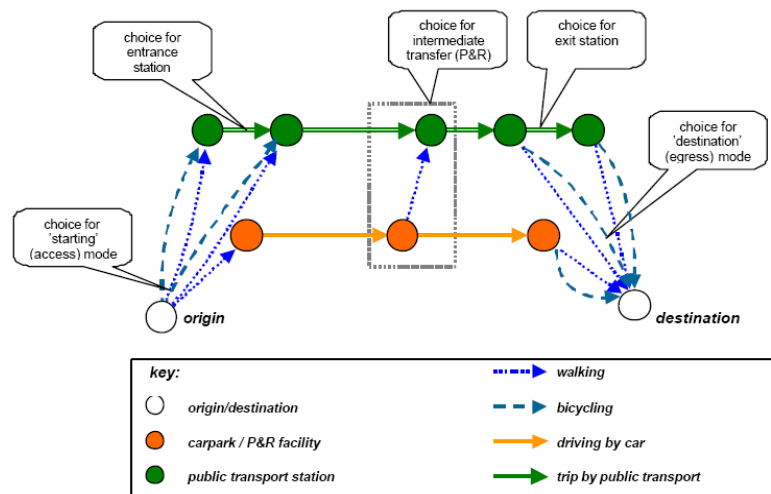 choice for
entrance
station
choice for
intermediate
transfer (P&R)
choice for
exit station
choice for
'destination'
(egress) mode
choice for
'starting'
(access) mode
origin
destination
key:
walking
origin/destination
bicycling
carpark / P&R facility
driving by car
public transport station
trip by public transport